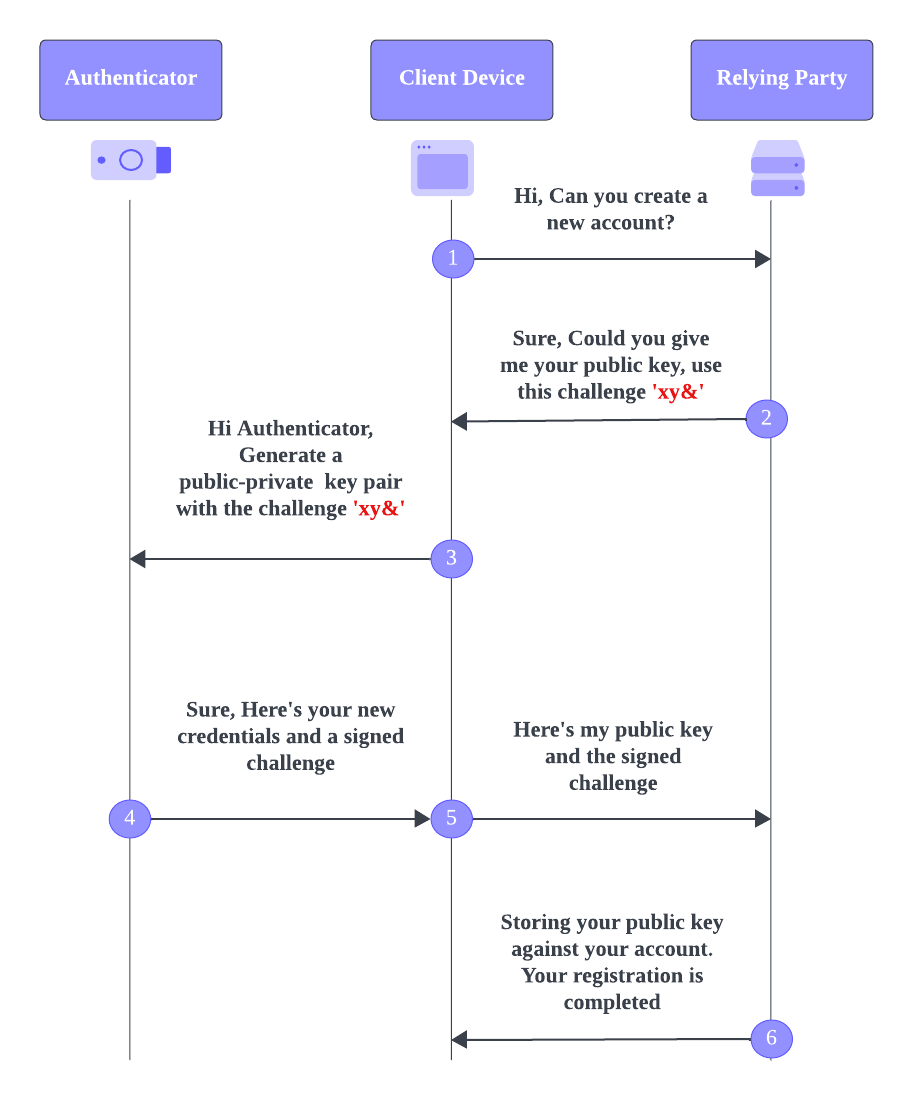 Authenticator
Client Device
Relying Party
Hi, Can you create a
new account?
1
Sure, Could you give
me your public key, use
this challenge 'xy&'
2
Hi Authenticator,
Generate a
public-private  key pair
with the challenge 'xy&'
3
Sure, Here's your new
credentials and a signed
challenge
4
Here's my public key
and the signed
challenge
5
Storing your public key
against your account.
Your registration is
completed
6